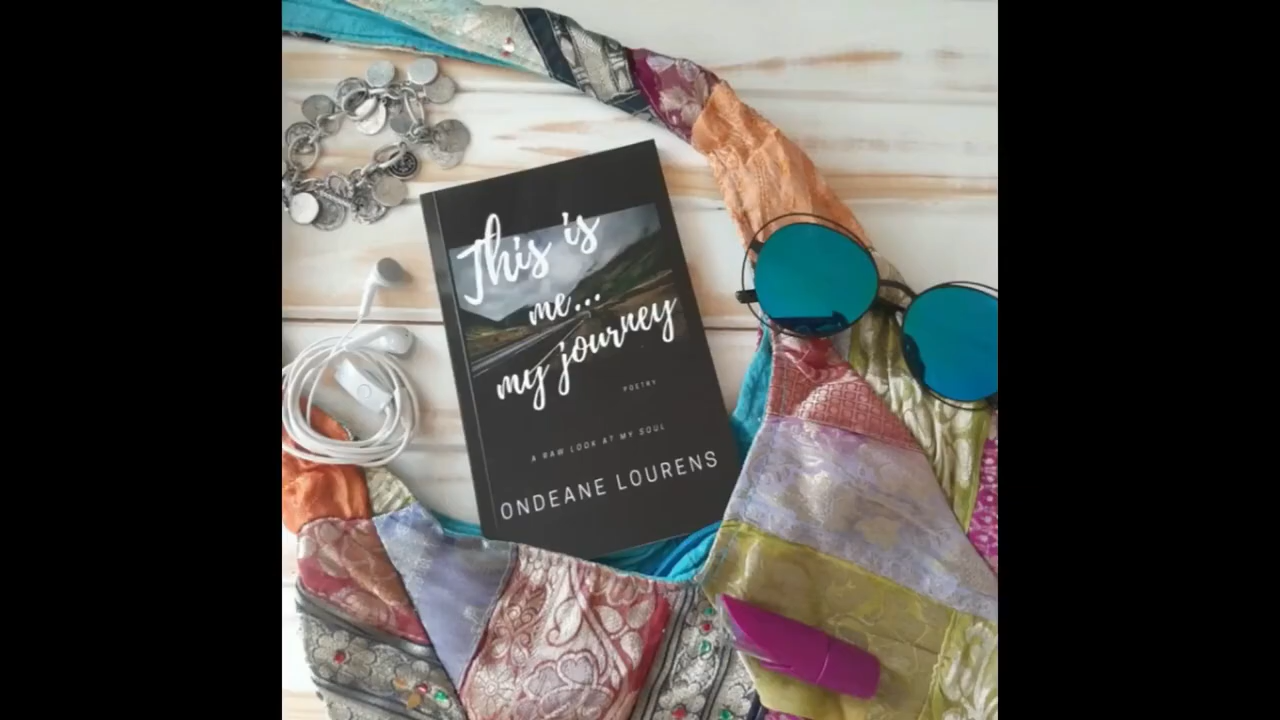 This is
me...
my journey
POETRY
A RAW LOOK AT MY SOUL
ONDEANE LOURENS